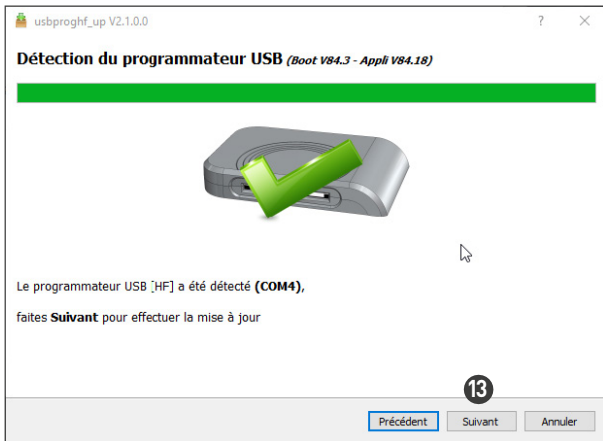 usbproghf_up V2.1.0.0 ?
Détection du programmateur USB (Boot V84.3 - Appli V84.18)
Le programmateur USB [HF] a été détecté (COM4),
faites Suivant pour effectuer la mise à jour
13
Précédent Suivant Annuler